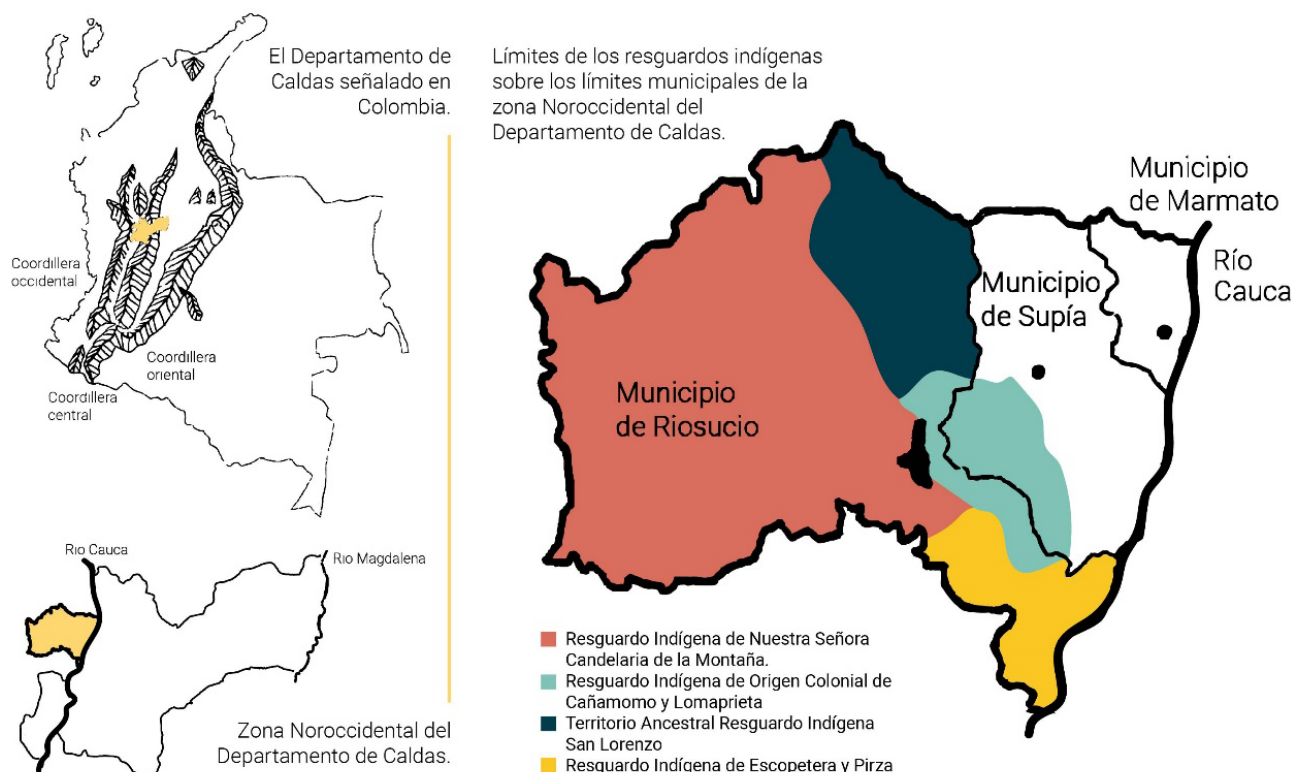 El Departamento de
Caldas señalado en
Colombia.
Coordillera
occidental
Coordillera
oriental
Coordillera
central
Río Cauca
Río Magdalena
Zona Noroccidental del
Departamento de Caldas.
Límites de los resguardos indígenas
sobre los límites municipales de la
zona Noroccidental del
Departamento de Caldas.
Municipio
de Marmato
Río
Cauca
Municipio
de Supía
Municipio
de Riosucio
Resguardo Indígena de Nuestra Señora
Candelaria de la Montaña.
Resguardo Indígena de Origen Colonial de
Cañamomo y Lomaprieta
Territorio Ancestral Resguardo Indígena
San Lorenzo
Resguardo Indígena de Escopetera y Pirza